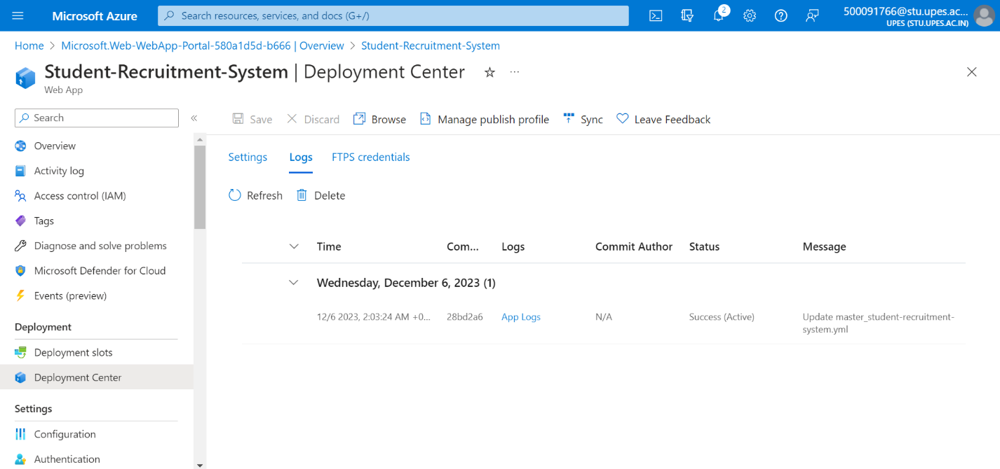 Microsoft Azure
Search resources, services, and docs (G+/)
2
500091766@stu.upes.ac...
UPES (STU.UPES.AC.IN)
Home > Microsoft.Web-WebApp-Portal-580a1d5d-b666 | Overview > Student-Recruitment-System
Student-Recruitment-System | Deployment Center
Web App
Search
Save Discard Browse Manage publish profile Sync Leave Feedback
Overview
Activity log
Access control (IAM)
Tags
Diagnose and solve problems
Microsoft Defender for Cloud
Events (preview)
Deployment
Deployment slots
Deployment Center
Settings
Configuration
Authentication
Settings Logs FTPS credentials
Refresh Delete
Time Com... Logs Commit Author Status Message
Wednesday, December 6, 2023 (1)
12/6 2023, 2:03:24 AM +0... 28bd2a6 App Logs N/A Success (Active) Update master_student-recruitment-
system.yml